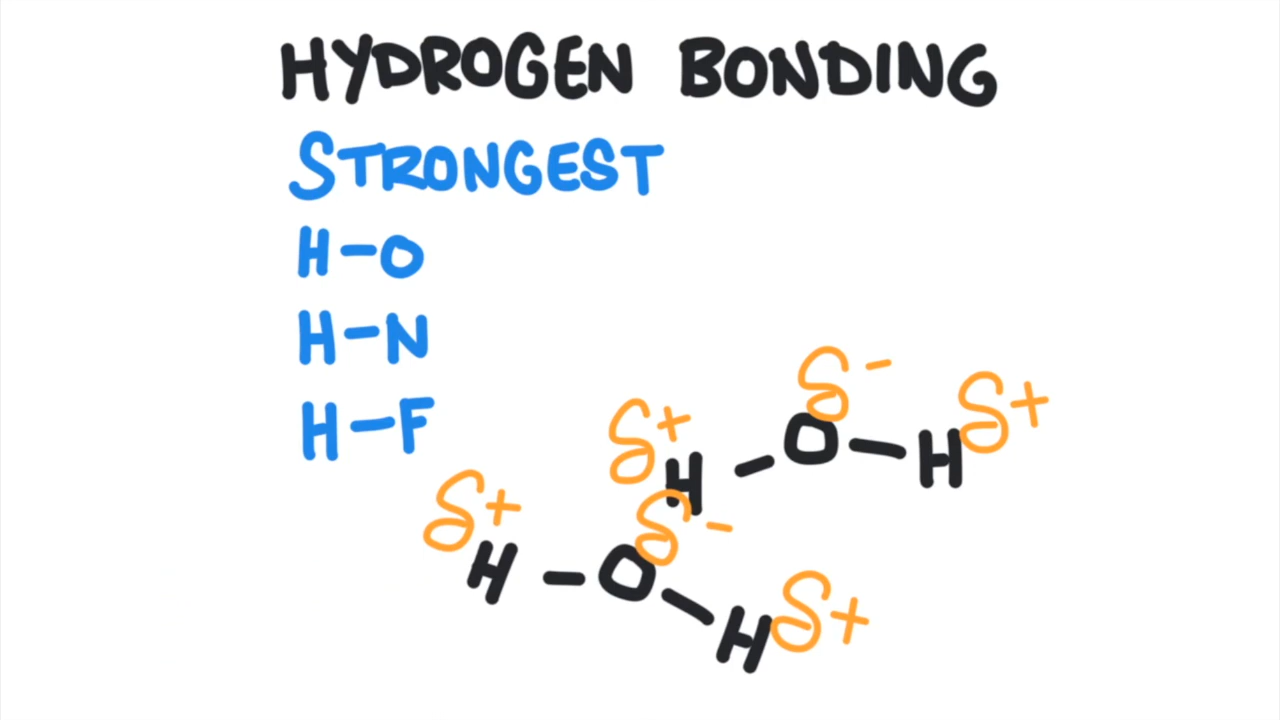 HYDROGEN BONDING
STRONGEST
H-O
H-N
H-F
δ+ δ- δ+
H - O - H
δ+ δ- δ+
H - O - H